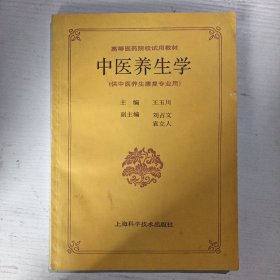 高等医药院校试用教材
中医养生学
(供中医养生康复专业用)
主编 王玉川
副主编 刘占文
袁立人
上海科学技术出版社